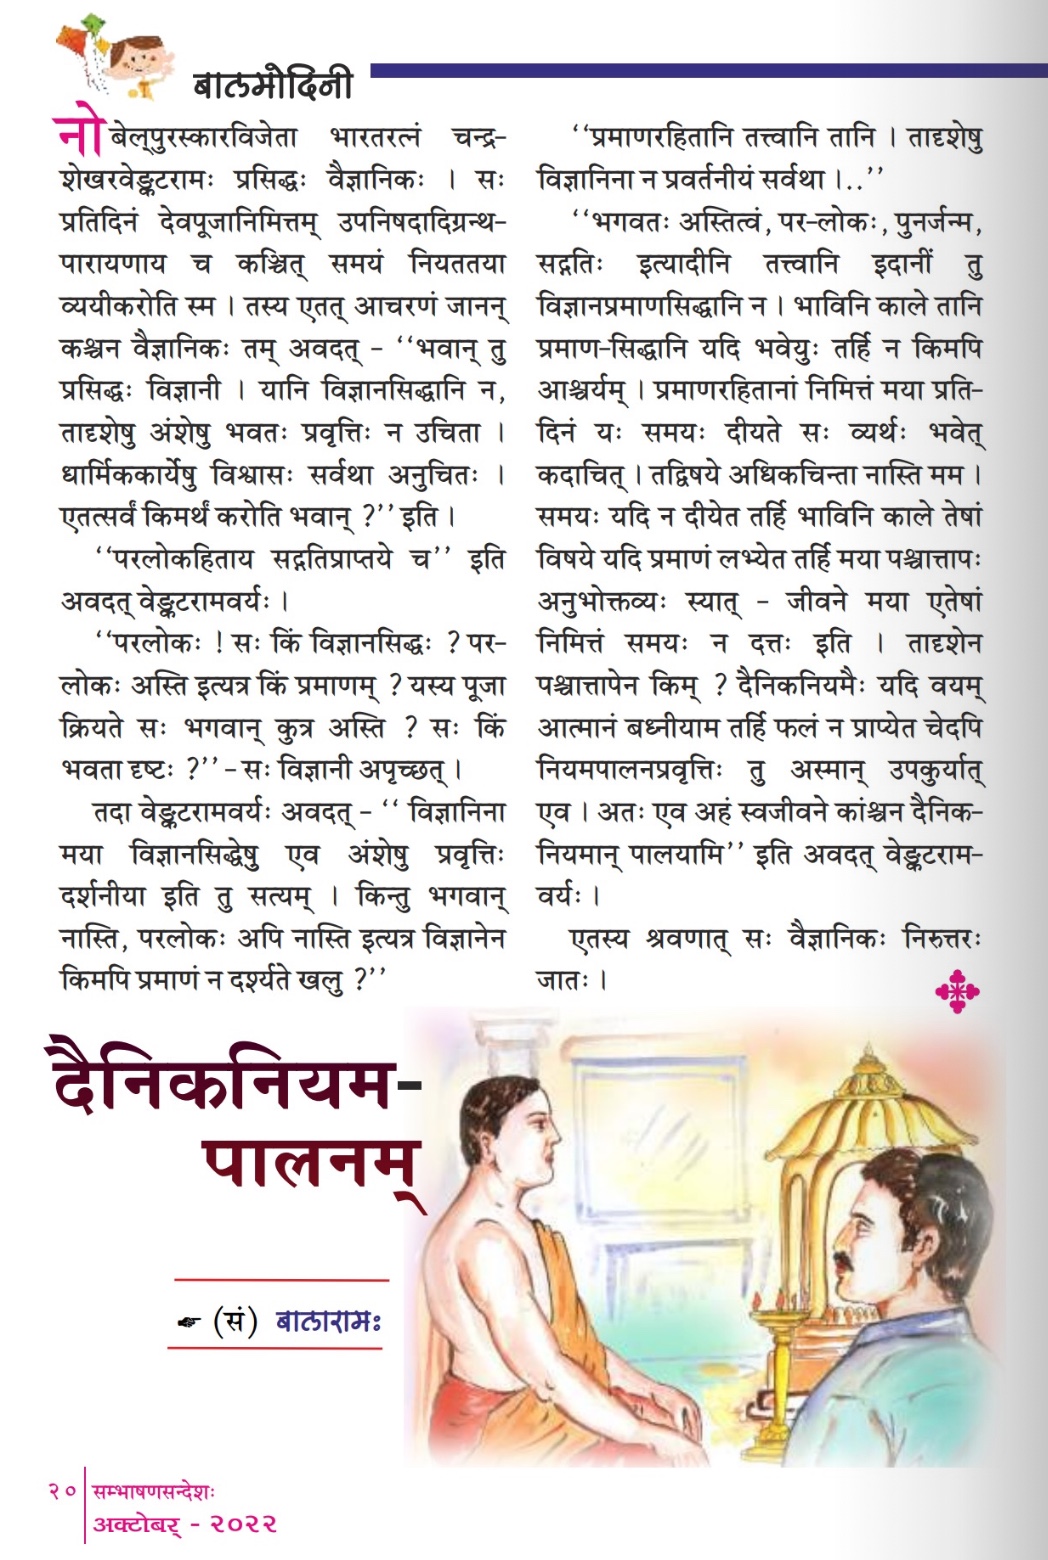 बालमोदिनी
नोबेल्पुरस्कारविजेता भारतरत्नं चन्द्र-
शेखरवेङ्कटरामः प्रसिद्धः वैज्ञानिकः । सः
प्रतिदिनं देवपूजानिमित्तम् उपनिषदादिग्रन्थ-
पारायणाय च कञ्चित् समयं नियततया
व्ययीकरोति स्म । तस्य एतत् आचरणं जानन्
कश्चन वैज्ञानिकः तम् अवदत् - ‘‘भवान् तु
प्रसिद्धः विज्ञानी । यानि विज्ञानसिद्धानि न,
तादृशेषु अंशेषु भवतः प्रवृत्तिः न उचिता ।
धार्मिककार्येषु विश्वासः सर्वथा अनुचितः ।
एतत्सर्वं किमर्थं करोति भवान् ?’’ इति ।
‘‘परलोकहिताय सद्गतिप्राप्तये च’’ इति
अवदत् वेङ्कटरामवर्यः ।
‘‘परलोकः ! सः किं विज्ञानसिद्धः ? पर-
लोकः अस्ति इत्यत्र किं प्रमाणम् ? यस्य पूजा
क्रियते सः भगवान् कुत्र अस्ति ? सः किं
भवता दृष्टः ?’’ - सः विज्ञानी अपृच्छत् ।
तदा वेङ्कटरामवर्यः अवदत् - ‘‘ विज्ञानिना
मया विज्ञानसिद्धेषु एव अंशेषु प्रवृत्तिः
दर्शनीया इति तु सत्यम् । किन्तु भगवान्
नास्ति, परलोकः अपि नास्ति इत्यत्र विज्ञानेन
किमपि प्रमाणं न दर्श्यते खलु ?’’
‘‘प्रमाणरहितानि तत्त्वानि तानि । तादृशेषु
विज्ञानिना न प्रवर्तनीयं सर्वथा ।..’’
‘‘भगवतः अस्तित्वं, पर-लोकः, पुनर्जन्म,
सद्गतिः इत्यादीनि तत्त्वानि इदानीं तु
विज्ञानप्रमाणसिद्धानि न । भाविनि काले तानि
प्रमाण-सिद्धानि यदि भवेयुः तर्हि न किमपि
आश्चर्यम् । प्रमाणरहितानां निमित्तं मया प्रति-
दिनं यः समयः दीयते सः व्यर्थः भवेत्
कदाचित् । तद्विषये अधिकचिन्ता नास्ति मम ।
समयः यदि न दीयेत तर्हि भाविनि काले तेषां
विषये यदि प्रमाणं लभ्येत तर्हि मया पश्चात्तापः
अनुभोक्तव्यः स्यात् - जीवने मया एतेषां
निमित्तं समयः न दत्तः इति । तादृशेन
पश्चात्तापेन किम् ? दैनिकनियमैः यदि वयम्
आत्मानं बध्नीयाम तर्हि फलं न प्राप्येत चेदपि
नियमपालनप्रवृत्तिः तु अस्मान् उपकुर्यात्
एव । अतः एव अहं स्वजीवने कांश्चन दैनिक-
नियमान् पालयामि’’ इति अवदत् वेङ्कटराम-
वर्यः ।
एतस्य श्रवणात् सः वैज्ञानिकः निरुत्तरः
जातः ।
दैनिकनियम-
पालनम्
☛ (सं) बालारामः
२० सम्भाषणसन्देशः
अक्टोबर् - २०२२